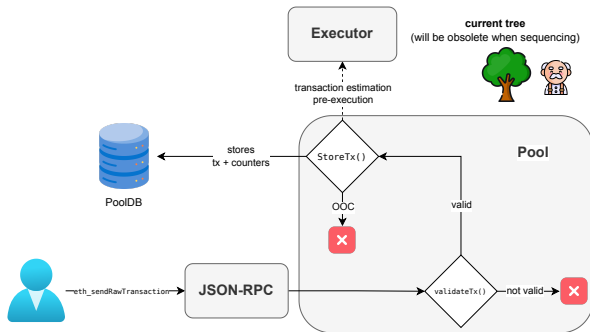 Executor
current tree
(will be obsolete when sequencing)
transaction estimation
pre-execution
Pool
stores
tx + counters
StoreTx()
PoolDB
OOC
valid
eth_sendRawTransaction
JSON-RPC
validateTx()
not valid